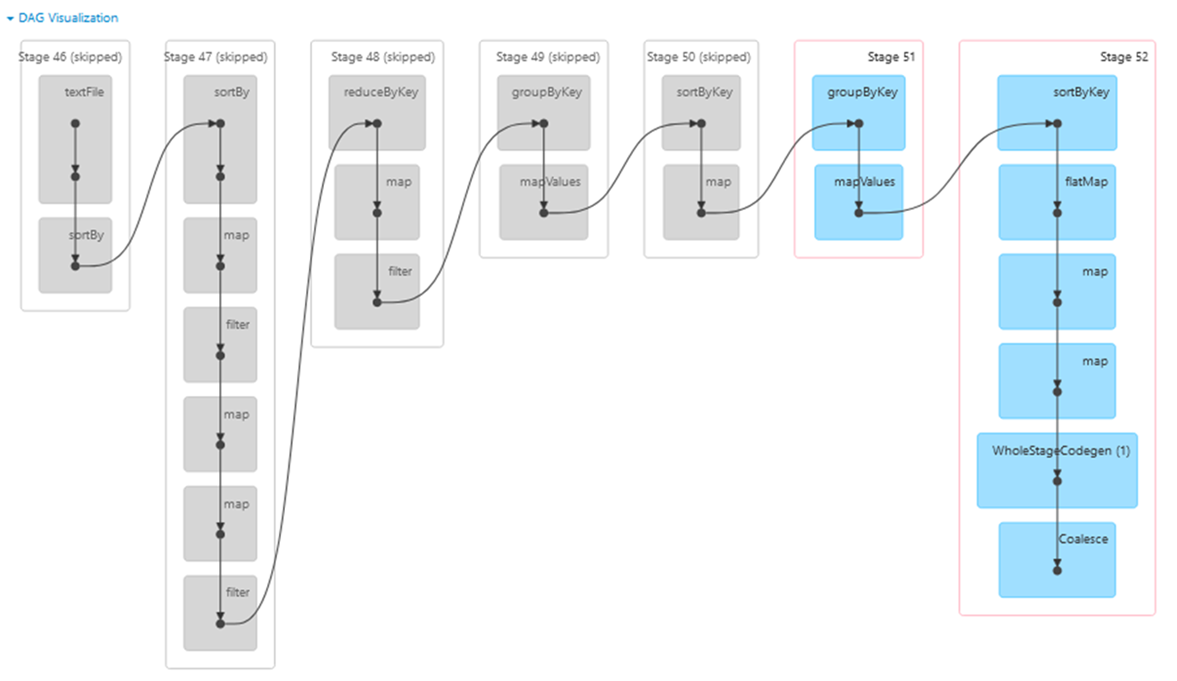 DAG Visualization
Stage 46 (skipped)
textFile
sortBy
Stage 47 (skipped)
sortBy
map
filter
map
map
filter
Stage 48 (skipped)
reduceByKey
map
filter
Stage 49 (skipped)
groupByKey
mapValues
Stage 50 (skipped)
sortByKey
map
Stage 51
groupByKey
mapValues
Stage 52
sortByKey
flatMap
map
map
WholeStageCodegen (1)
Coalesce